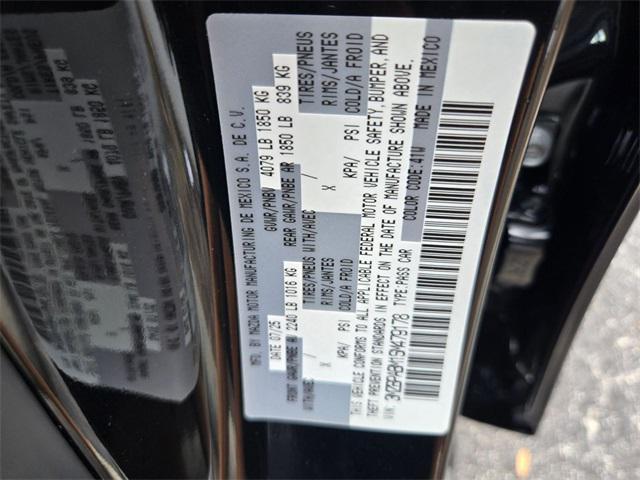 MFD. BY MAZDA MOTOR MANUFACTURING DE MEXICO S.A. DE C.V.
DATE 07/25 GVWR/PNBV 4079 LB 1850 KG
FRONT GAWR/PNBE AV 2240 LB 1016 KG REAR GAWR/PNBE AR 1850 LB 839 KG
WITH/AVEC TIRES/PNEUS WITH/AVEC TIRES/PNEUS
X RIMS/JANTES X / RIMS/JANTES
KPA/ PSI COLD/A FROID KPA/ PSI COLD/A FROID
THIS VEHICLE CONFORMS TO ALL APPLICABLE FEDERAL MOTOR VEHICLE SAFETY, BUMPER, AND
THEFT PREVENTION STANDARDS IN EFFECT ON THE DATE OF MANUFACTURE SHOWN ABOVE.
VIN: TYPE: PASS CAR COLOR CODE: 41W MADE IN MEXICO